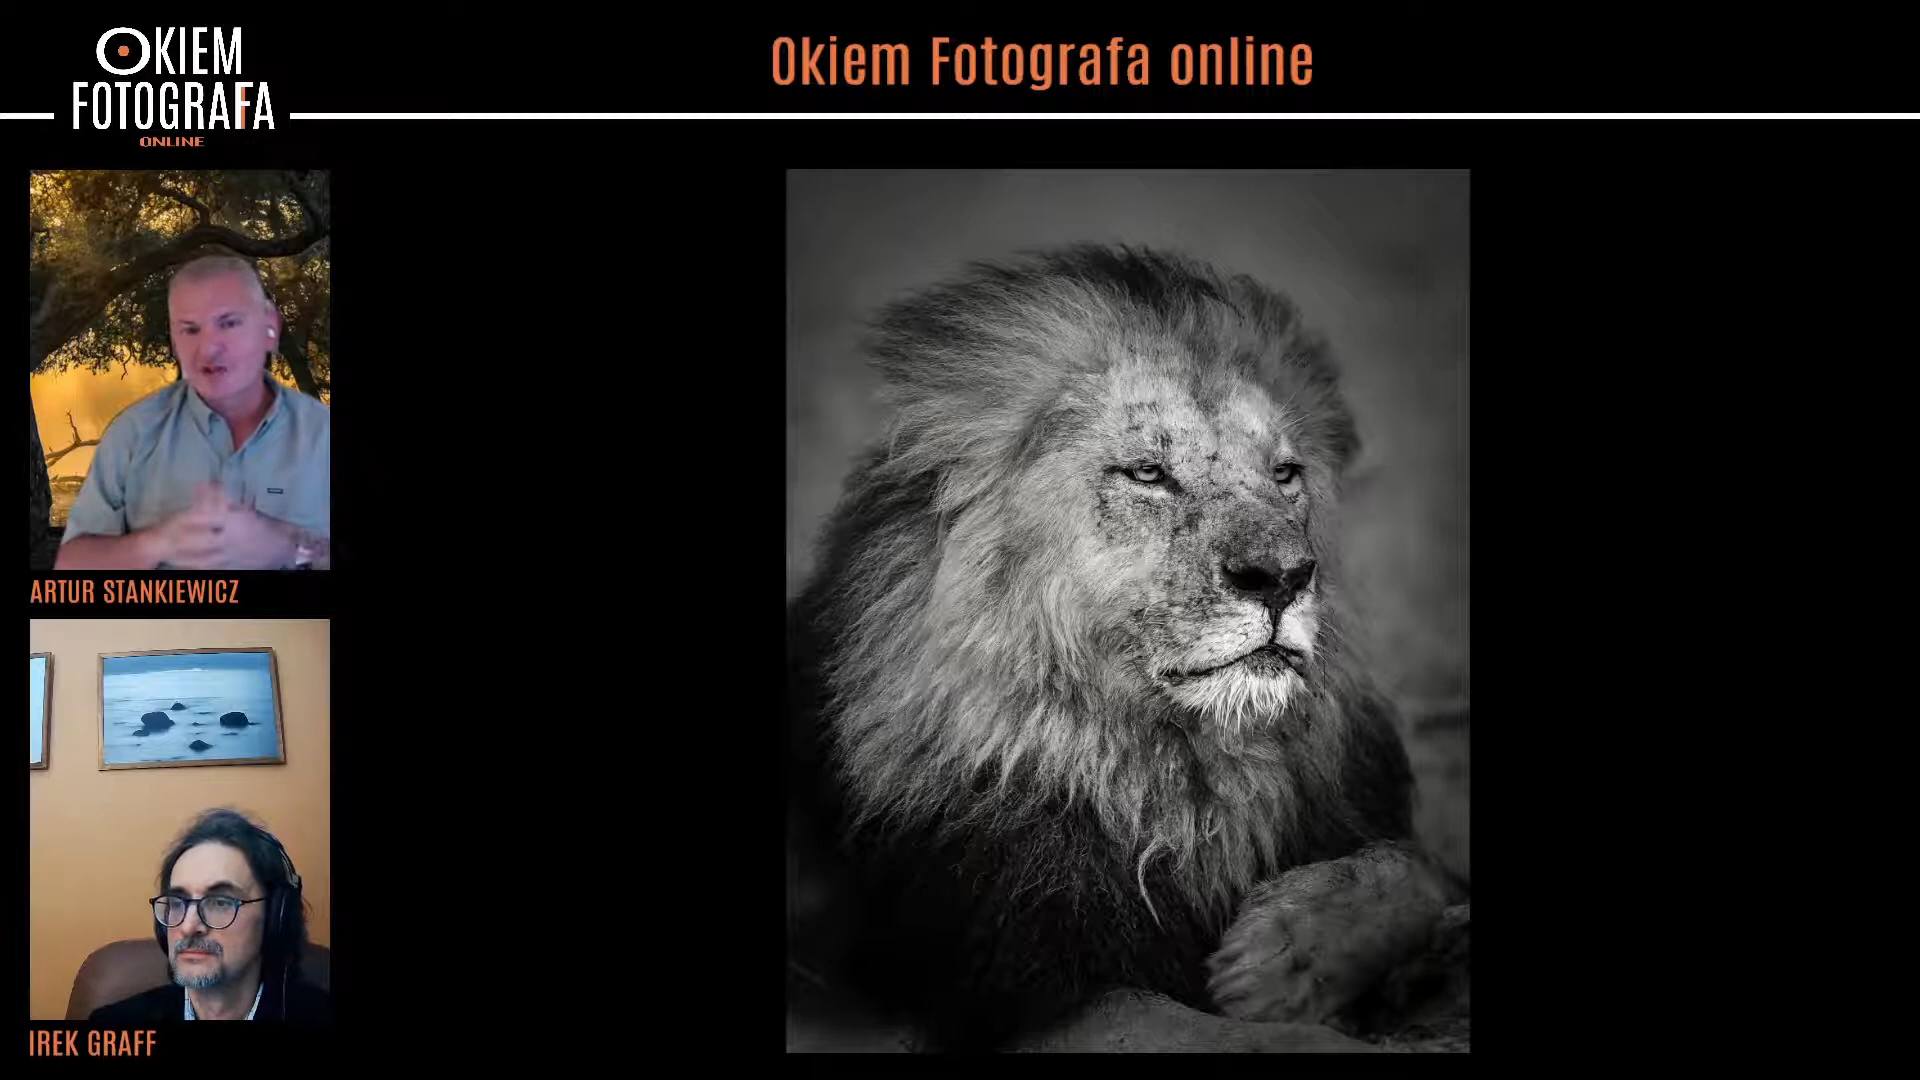 OKIEM
FOTOGRAFA
ONLINE
Okiem Fotografa online
ARTUR STANKIEWICZ
IREK GRAFF